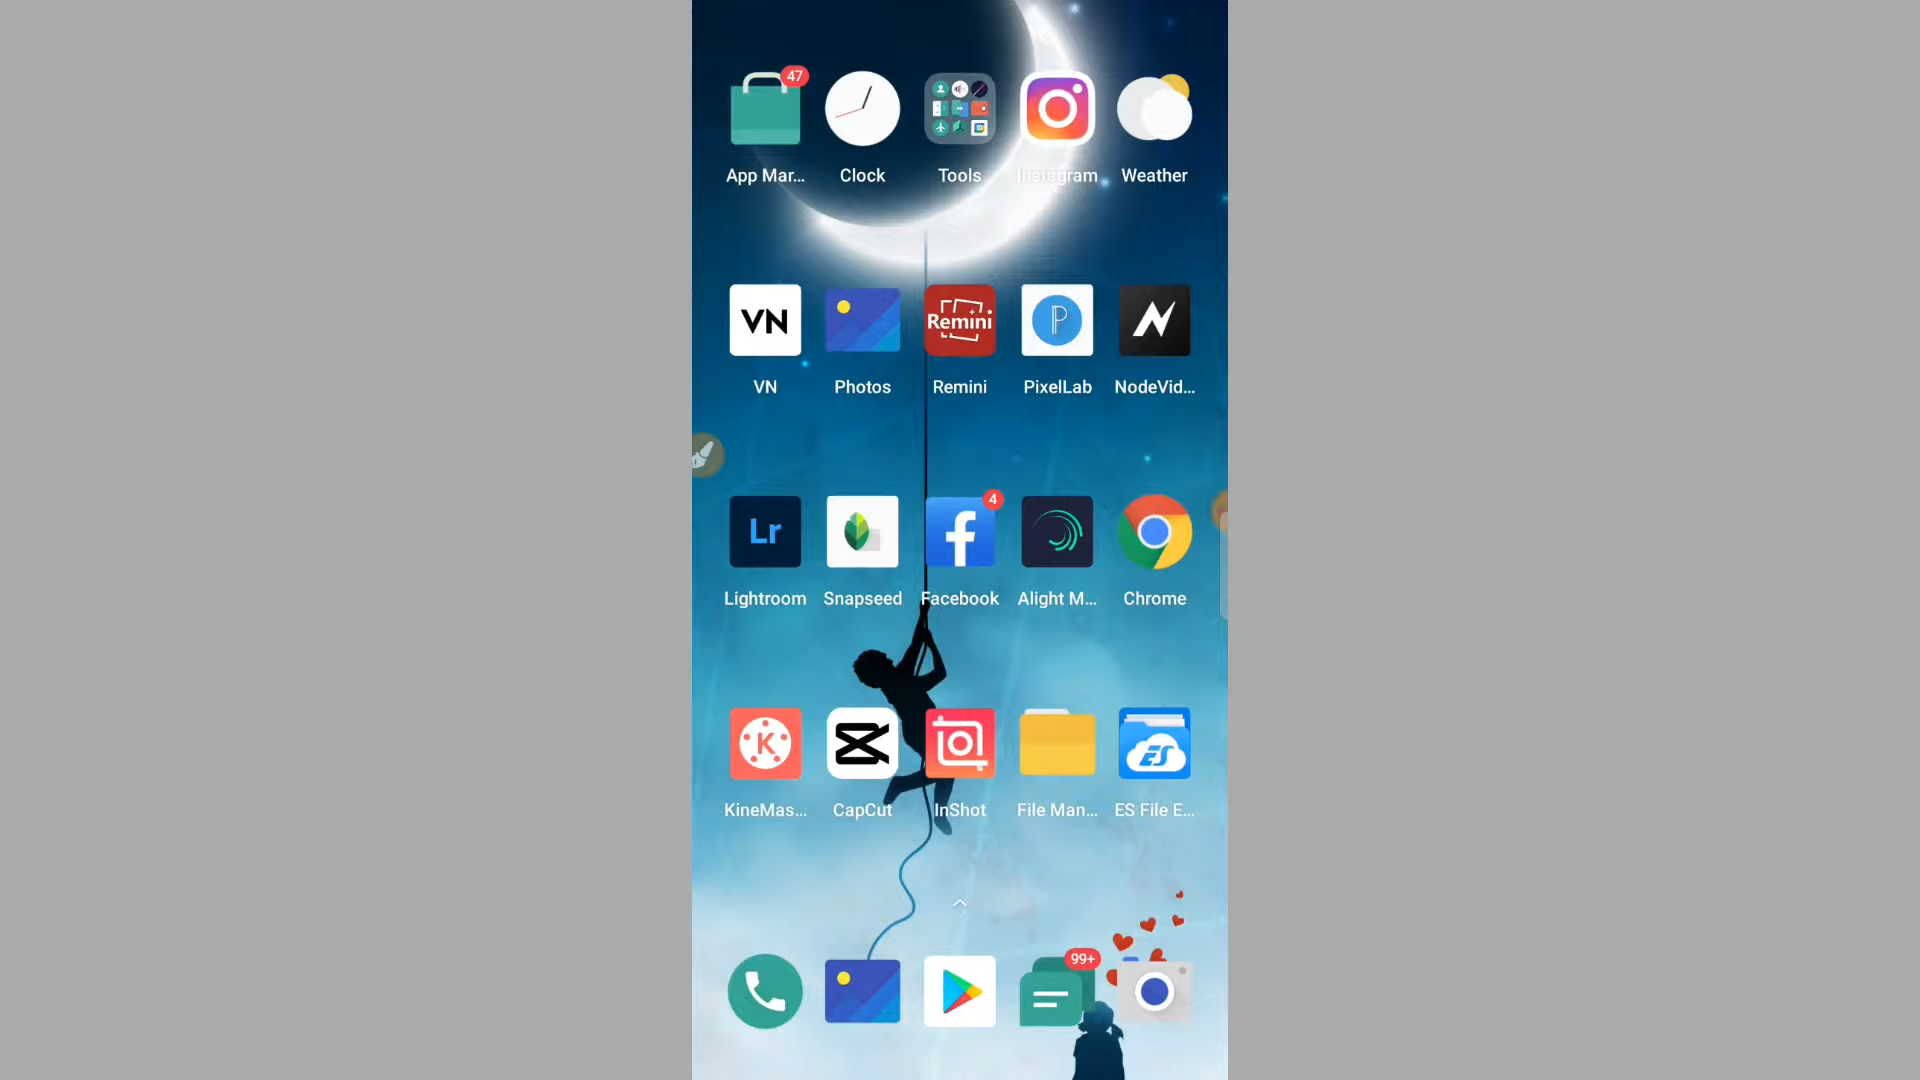 47
App Mar... Clock Tools Instagram Weather
VN Remini P N
VN Photos Remini PixelLab NodeVid...
Lr 4
Lightroom Snapseed Facebook Alight M... Chrome
K ES
KineMas... CapCut InShot File Man... ES File E...
99+